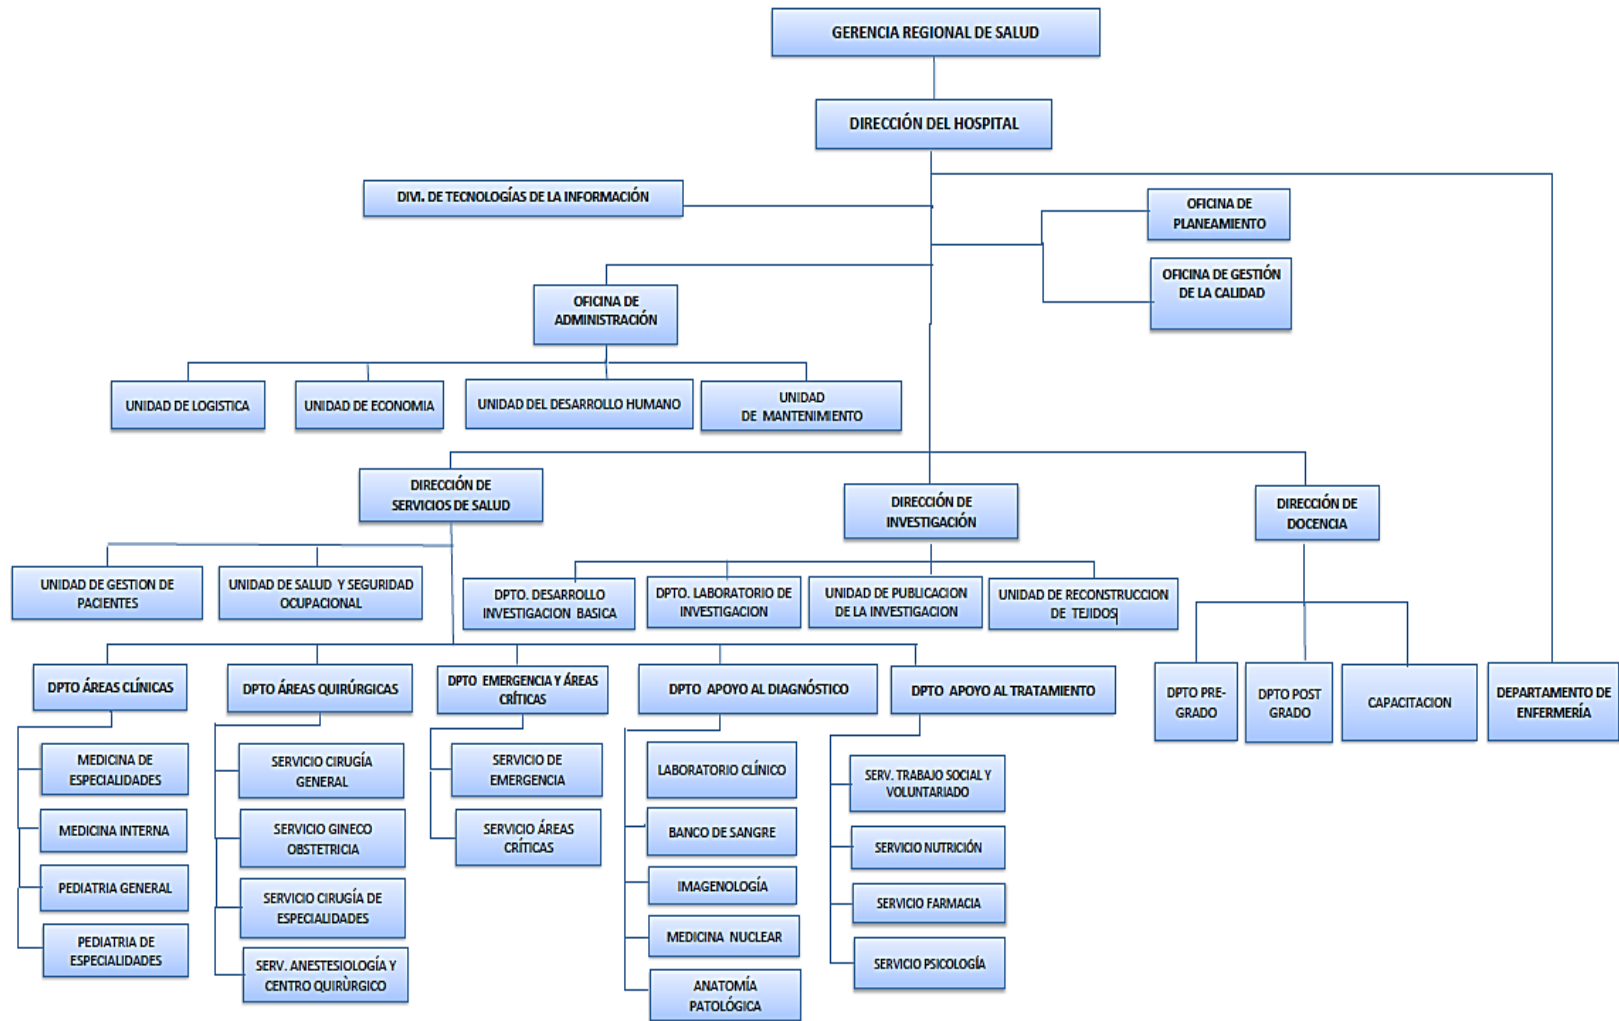 GERENCIA REGIONAL DE SALUD
DIRECCIÓN DEL HOSPITAL
DIVI. DE TECNOLOGÍAS DE LA INFORMACIÓN
OFICINA DE
PLANEAMIENTO
OFICINA DE GESTIÓN
DE LA CALIDAD
OFICINA DE
ADMINISTRACIÓN
UNIDAD DE LOGISTICA
UNIDAD DE ECONOMIA
UNIDAD DEL DESARROLLO HUMANO
UNIDAD
DE MANTENIMIENTO
DIRECCIÓN DE
SERVICIOS DE SALUD
DIRECCIÓN DE
INVESTIGACIÓN
DIRECCIÓN DE
DOCENCIA
UNIDAD DE GESTION DE
PACIENTES
UNIDAD DE SALUD Y SEGURIDAD
OCUPACIONAL
DPTO. DESARROLLO
INVESTIGACION BASICA
DPTO. LABORATORIO DE
INVESTIGACION
UNIDAD DE PUBLICACION
DE LA INVESTIGACION
UNIDAD DE RECONSTRUCCION
DE TEJIDOS
DPTO ÁREAS CLÍNICAS
DPTO ÁREAS QUIRÚRGICAS
DPTO EMERGENCIA Y ÁREAS
CRÍTICAS
DPTO APOYO AL DIAGNÓSTICO
DPTO APOYO AL TRATAMIENTO
DPTO PRE-
GRADO
DPTO POST
GRADO
CAPACITACION
DEPARTAMENTO DE
ENFERMERÍA
MEDICINA DE
ESPECIALIDADES
MEDICINA INTERNA
PEDIATRIA GENERAL
PEDIATRIA DE
ESPECIALIDADES
SERVICIO CIRUGÍA
GENERAL
SERVICIO GINECO
OBSTETRICIA
SERVICIO CIRUGÍA DE
ESPECIALIDADES
SERV. ANESTESIOLOGÍA Y
CENTRO QUIRÙRGICO
SERVICIO DE
EMERGENCIA
SERVICIO ÁREAS
CRÍTICAS
LABORATORIO CLÍNICO
BANCO DE SANGRE
IMAGENOLOGÍA
MEDICINA NUCLEAR
ANATOMÍA
PATOLÓGICA
SERV. TRABAJO SOCIAL Y
VOLUNTARIADO
SERVICIO NUTRICIÓN
SERVICIO FARMACIA
SERVICIO PSICOLOGÍA